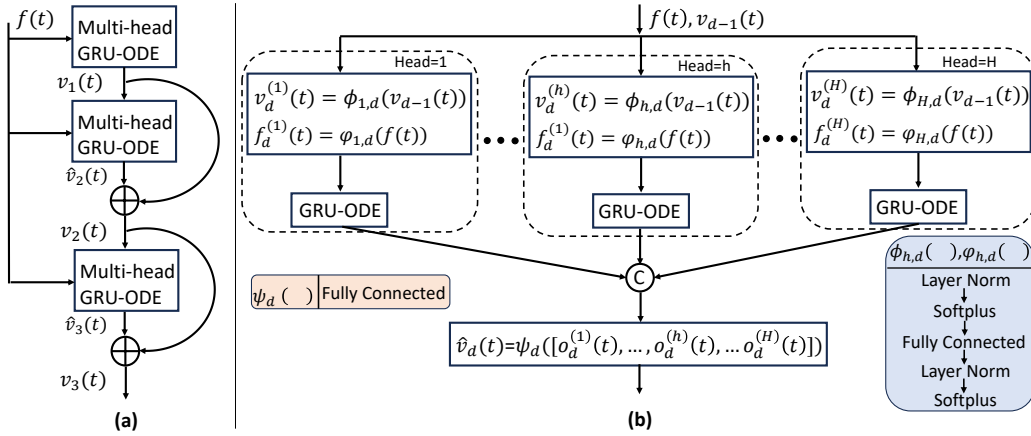 f(t)
Multi-head
GRU-ODE
v_1(t)
Multi-head
GRU-ODE
v̂_2(t)
v_2(t)
Multi-head
GRU-ODE
v̂_3(t)
v_3(t)
(a)
f(t), v_{d-1}(t)
Head=1
v_d^{(1)}(t) = ϕ_{1,d}(v_{d-1}(t))
f_d^{(1)}(t) = φ_{1,d}(f(t))
GRU-ODE
Head=h
v_d^{(h)}(t) = ϕ_{h,d}(v_{d-1}(t))
f_d^{(1)}(t) = φ_{h,d}(f(t))
GRU-ODE
Head=H
v_d^{(H)}(t) = ϕ_{H,d}(v_{d-1}(t))
f_d^{(H)}(t) = φ_{H,d}(f(t))
GRU-ODE
C
ψ_d( ) Fully Connected
v̂_d(t)=ψ_d([o_d^{(1)}(t), … , o_d^{(h)}(t), … o_d^{(H)}(t)])
ϕ_{h,d}( ),φ_{h,d}( )
Layer Norm
Softplus
Fully Connected
Layer Norm
Softplus
(b)